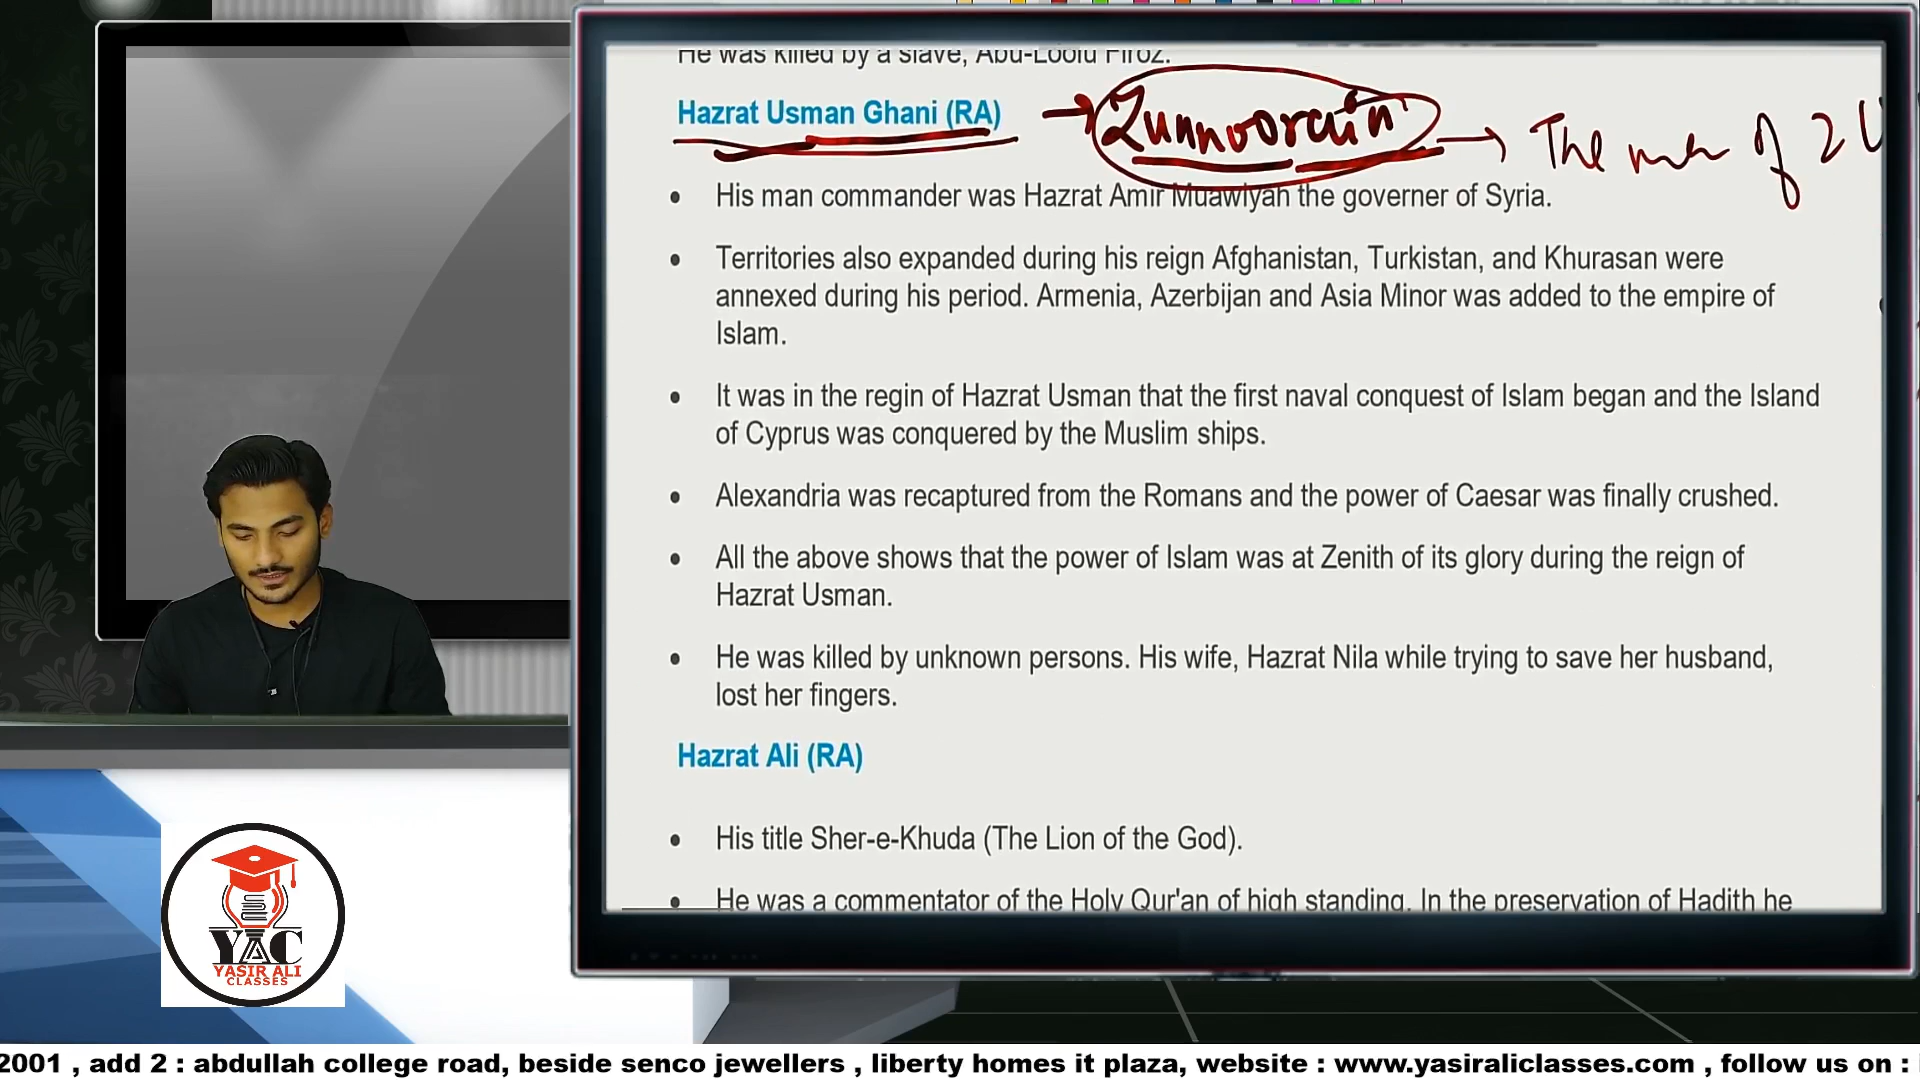 He was killed by a slave, Abu-Loolu Firoz.
Hazrat Usman Ghani (RA) → Zunnoorain → The man of 2
• His man commander was Hazrat Amir Muawiyah the governer of Syria.
• Territories also expanded during his reign Afghanistan, Turkistan, and Khurasan were
annexed during his period. Armenia, Azerbijan and Asia Minor was added to the empire of
Islam.
• It was in the regin of Hazrat Usman that the first naval conquest of Islam began and the Island
of Cyprus was conquered by the Muslim ships.
• Alexandria was recaptured from the Romans and the power of Caesar was finally crushed.
• All the above shows that the power of Islam was at Zenith of its glory during the reign of
Hazrat Usman.
• He was killed by unknown persons. His wife, Hazrat Nila while trying to save her husband,
lost her fingers.
Hazrat Ali (RA)
• His title Sher-e-Khuda (The Lion of the God).
• He was a commentator of the Holy Qur'an of high standing. In the preservation of Hadith he
YAC
YASIR ALI
CLASSES
2001 , add 2 : abdullah college road, beside senco jewellers , liberty homes it plaza, website : www.yasiraliclasses.com , follow us on :